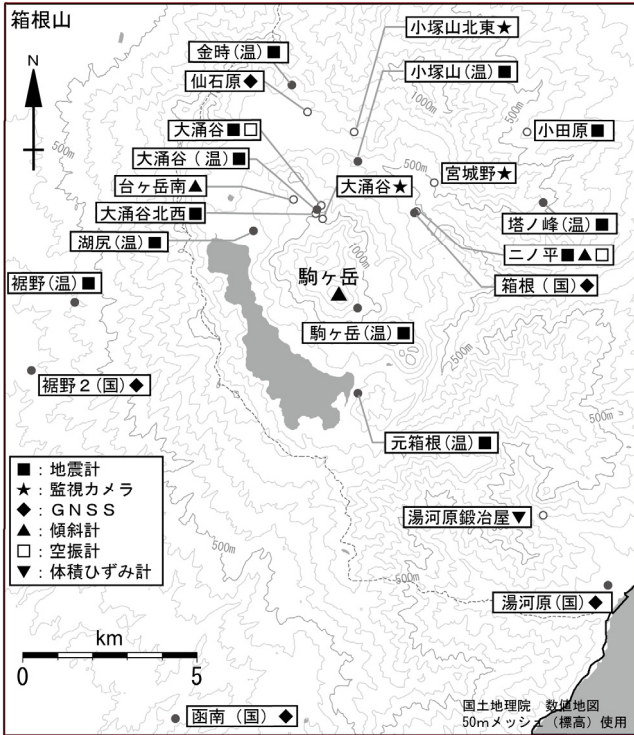 箱根山
N
金時(温)■
仙石原◆
小塚山北東★
小塚山(温)■
大涌谷■□
大涌谷(温)■
台ヶ岳南▲
大涌谷北西■
湖尻(温)■
大涌谷★
小田原■
宮城野★
塔ノ峰(温)■
二ノ平■▲□
箱根(国)◆
裾野(温)■
駒ヶ岳
駒ヶ岳(温)■
裾野2(国)◆
元箱根(温)■
湯河原鍛冶屋▼
湯河原(国)◆
函南(国)◆
500m
1000m
500m
500m
1000m
500m
500m
500m
500m
500m
■:地震計
★:監視カメラ
◆:GNSS
▲:傾斜計
□:空振計
▼:体積ひずみ計
km
0 5
国土地理院 数値地図
50mメッシュ(標高)使用